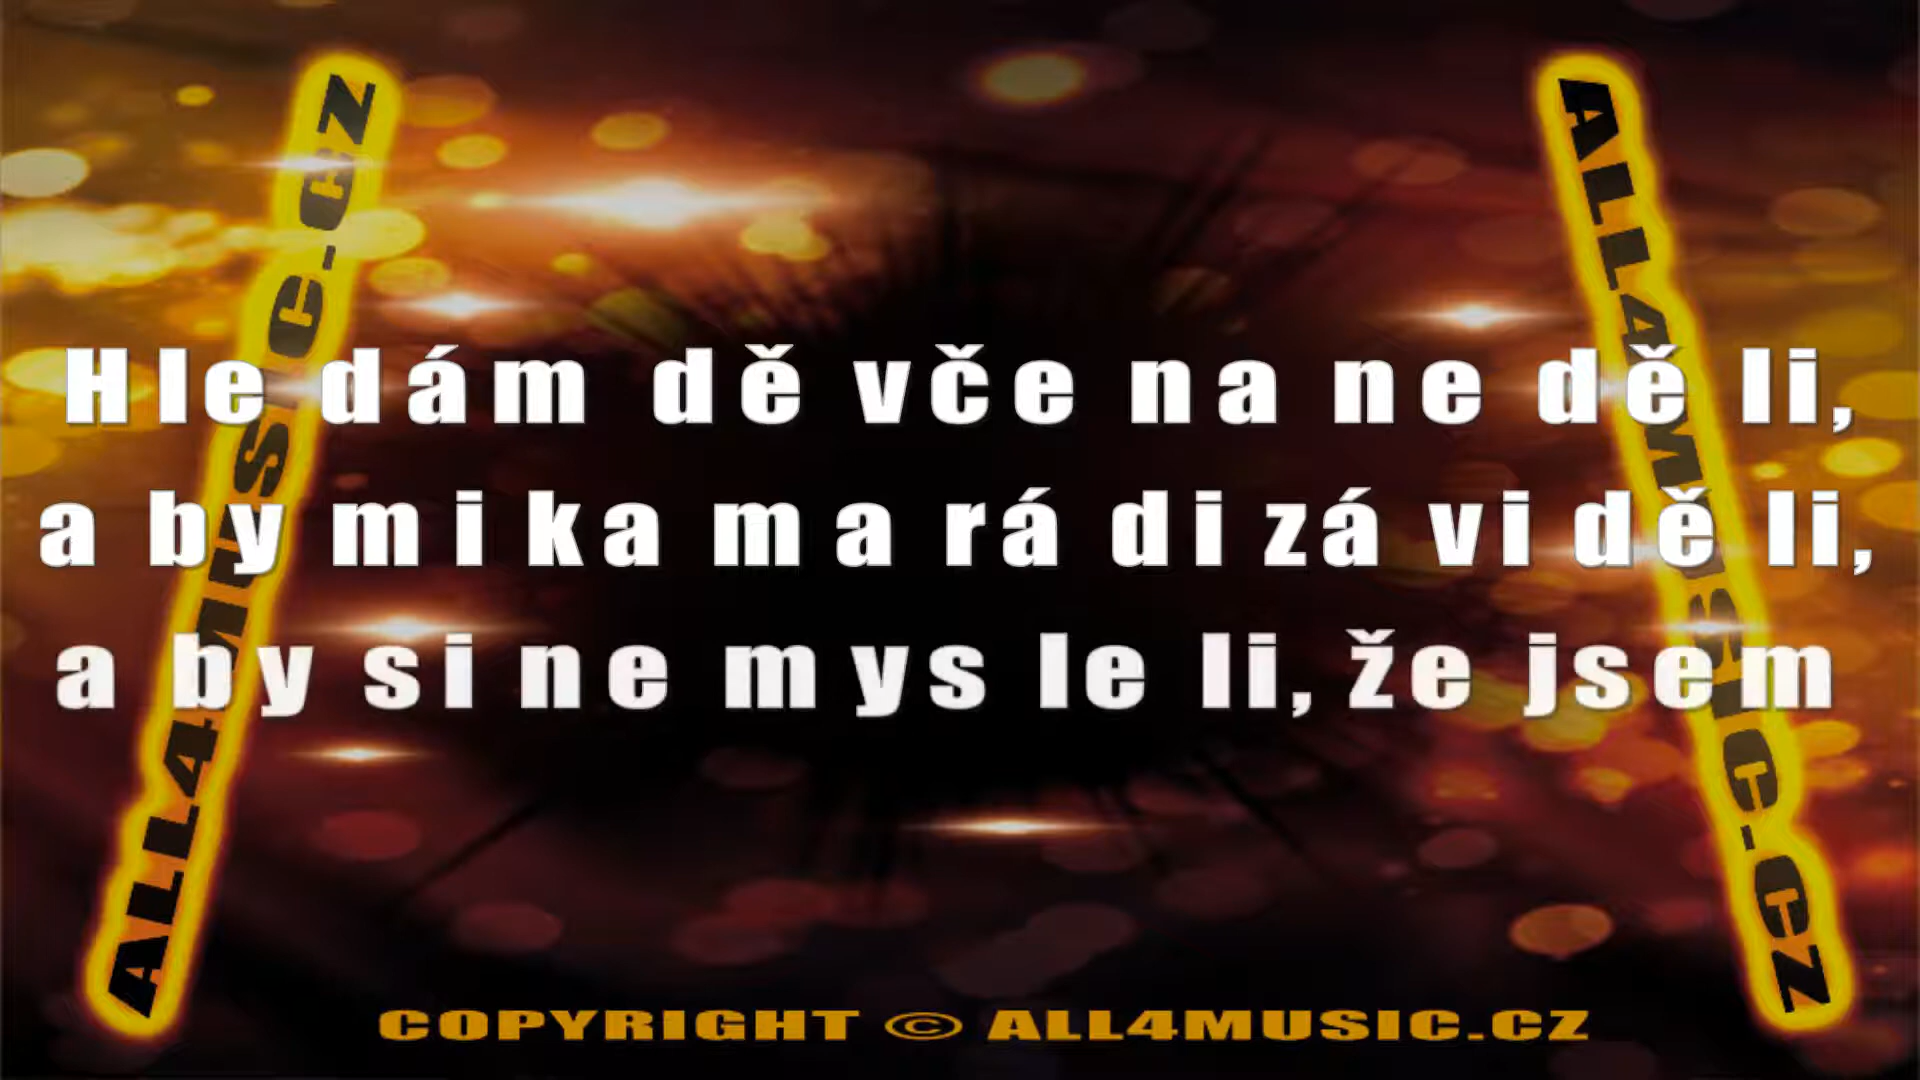 ALL4MUSIC-CZ
ALL4MUSIC-CZ
Hle dám dě vče na ne dě li,
a by mi ka ma rá di zá vi dě li,
a by si ne mys le li, že jsem
COPYRIGHT © ALL4MUSIC.CZ